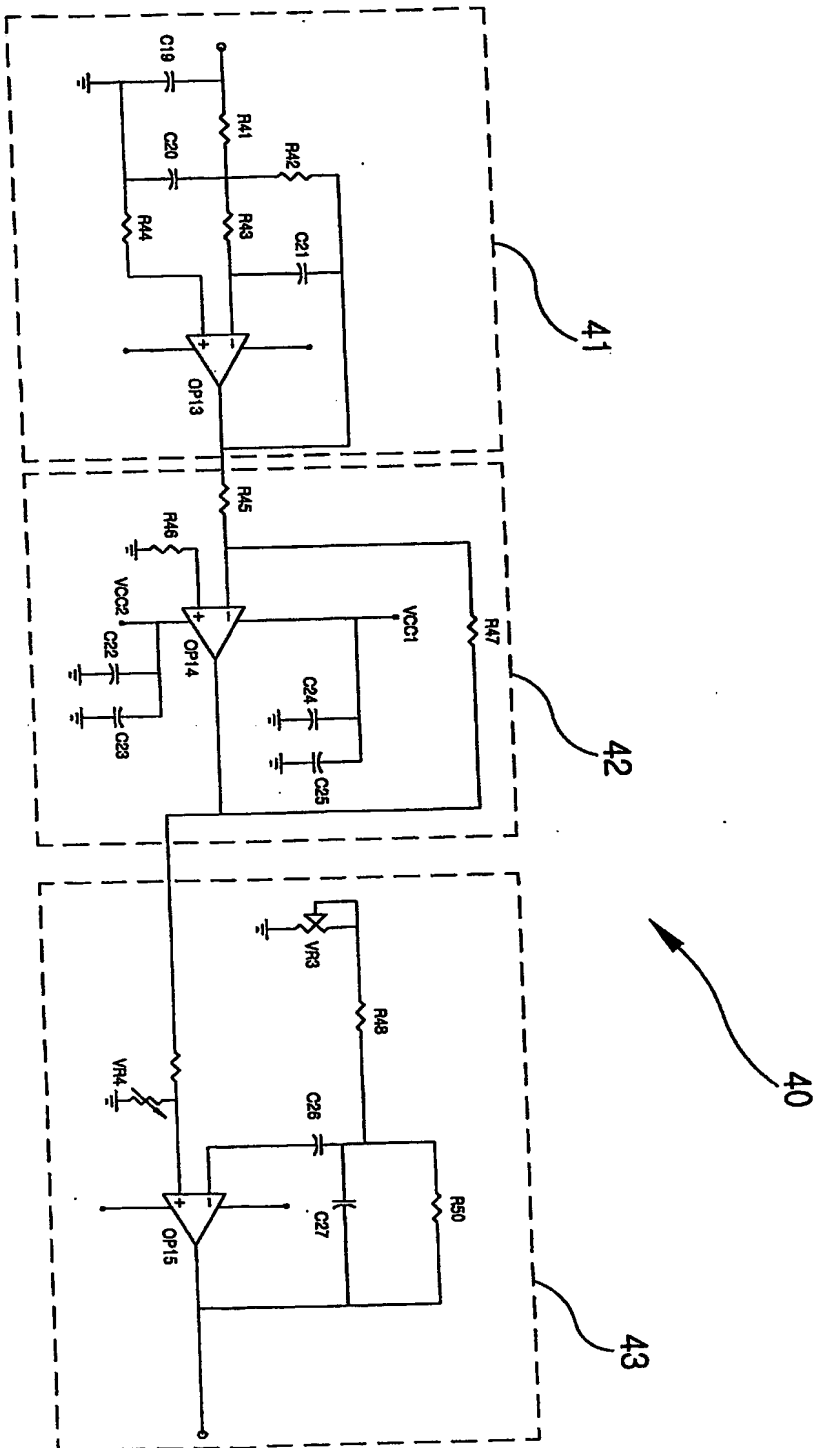 40
41
42
43
C19
R41
C20
R42
R44
R43
C21
+
−
OP13
R45
R46
VCC2
+
−
OP14
C22
C23
VCC1
C24
C25
R47
VR3
R48
VR4
C26
C27
R50
+
−
OP15